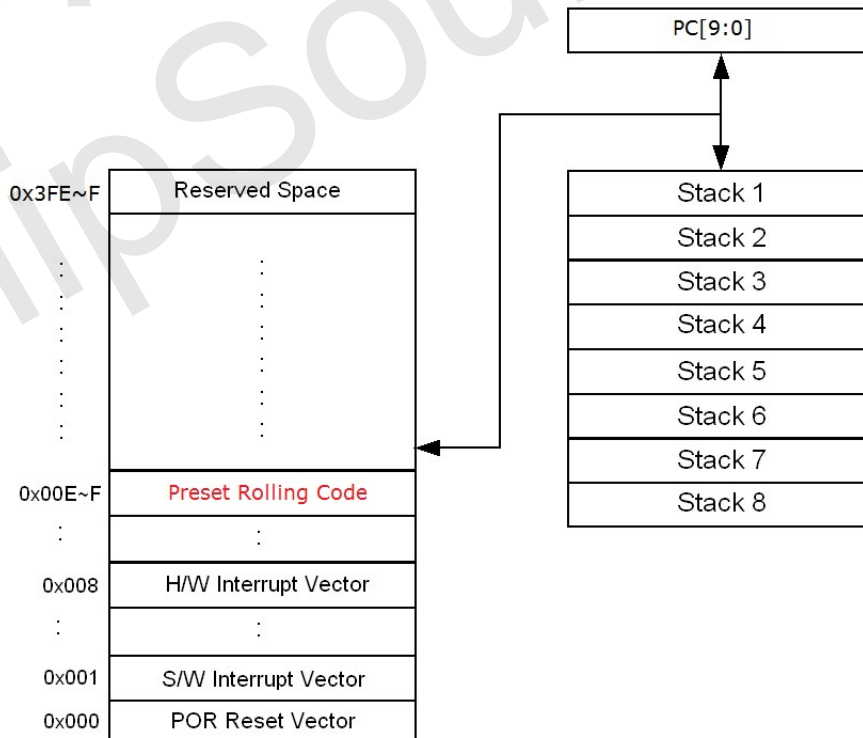 PC[9:0]
0x3FE~F Reserved Space
Stack 1
Stack 2
Stack 3
Stack 4
Stack 5
Stack 6
Stack 7
Stack 8
0x00E~F Preset Rolling Code
0x008 H/W Interrupt Vector
0x001 S/W Interrupt Vector
0x000 POR Reset Vector